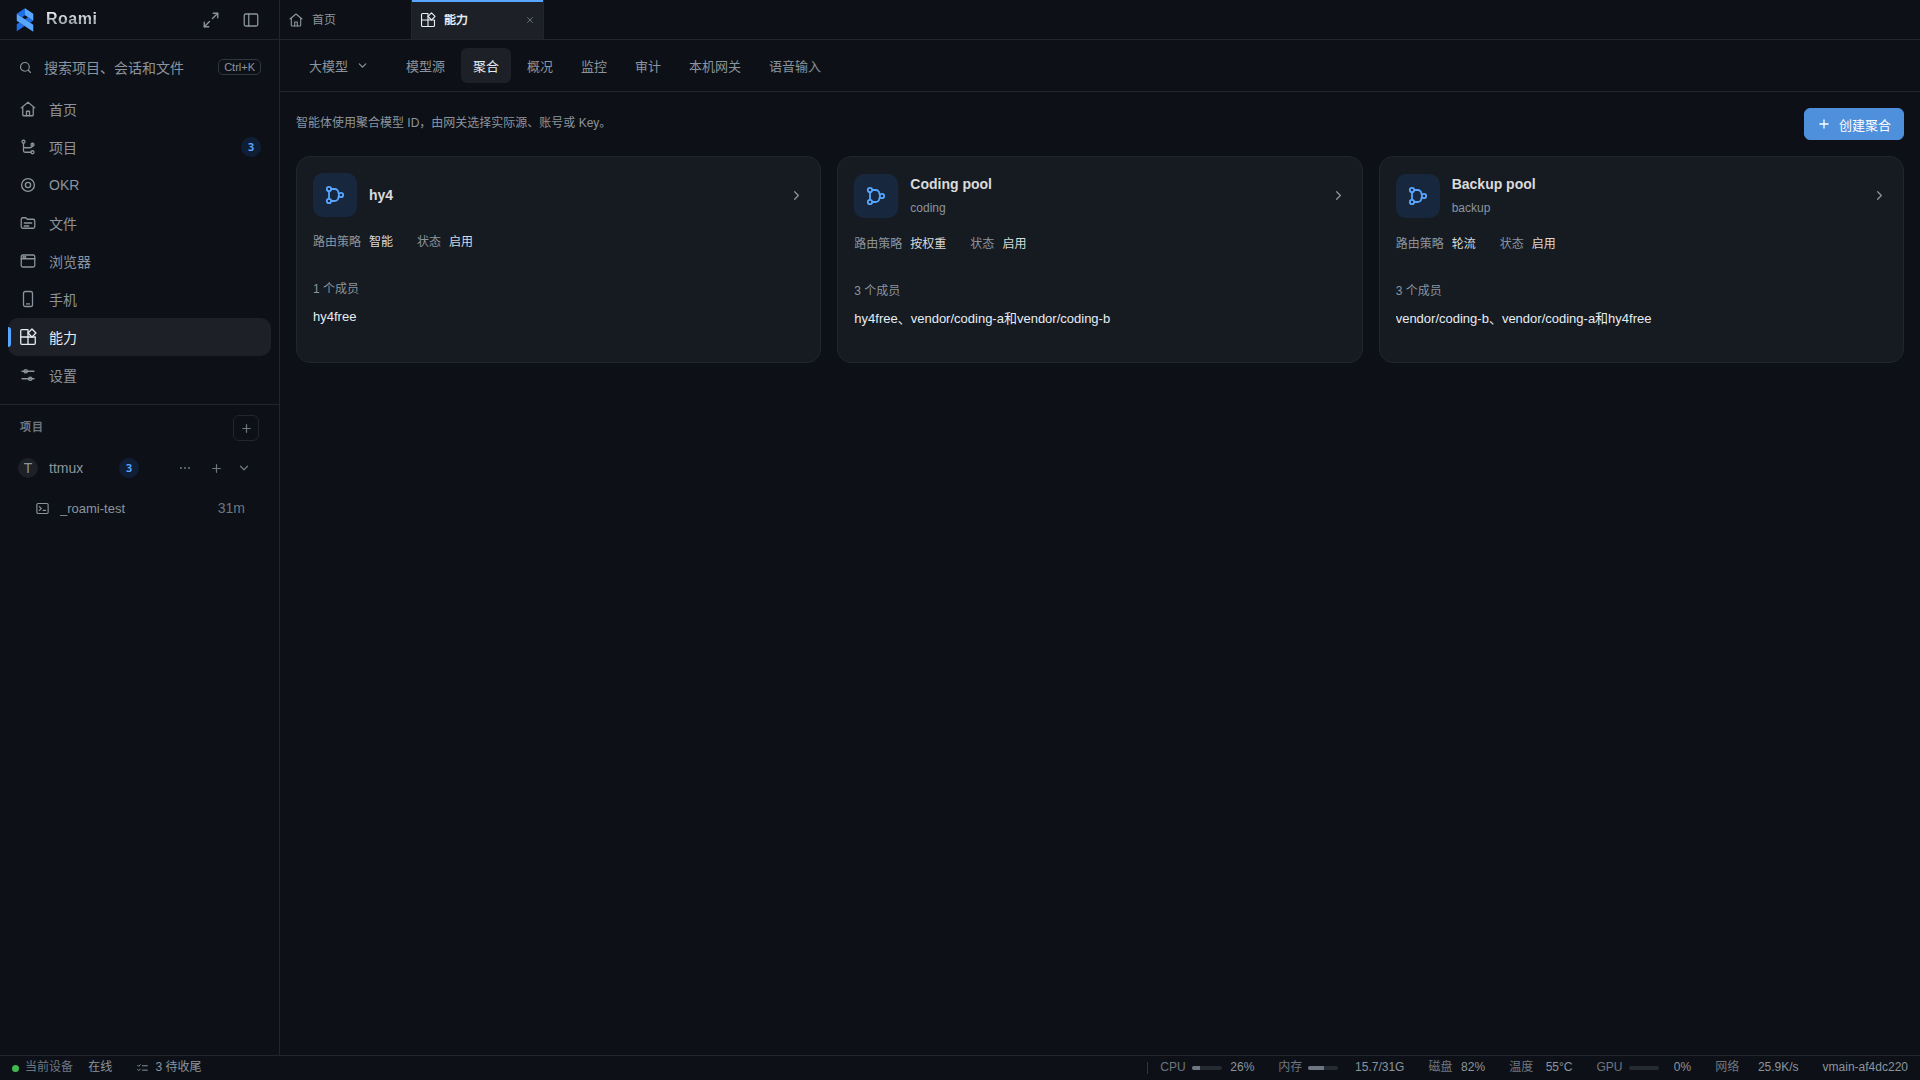 Roami
首页
能力
搜索项目、会话和文件
Ctrl+K
首页
项目
3
OKR
文件
浏览器
手机
能力
设置
项目
T
ttmux
3
_roami-test
31m
大模型
模型源
聚合
概况
监控
审计
本机网关
语音输入
智能体使用聚合模型 ID，由网关选择实际源、账号或 Key。
创建聚合
hy4
路由策略 智能 状态 启用
1 个成员
hy4free
Coding pool
coding
路由策略 按权重 状态 启用
3 个成员
hy4free、vendor/coding-a和vendor/coding-b
Backup pool
backup
路由策略 轮流 状态 启用
3 个成员
vendor/coding-b、vendor/coding-a和hy4free
当前设备 在线 3 待收尾
CPU 26% 内存 15.7/31G 磁盘 82% 温度 55°C GPU 0% 网络 25.9K/s vmain-af4dc220